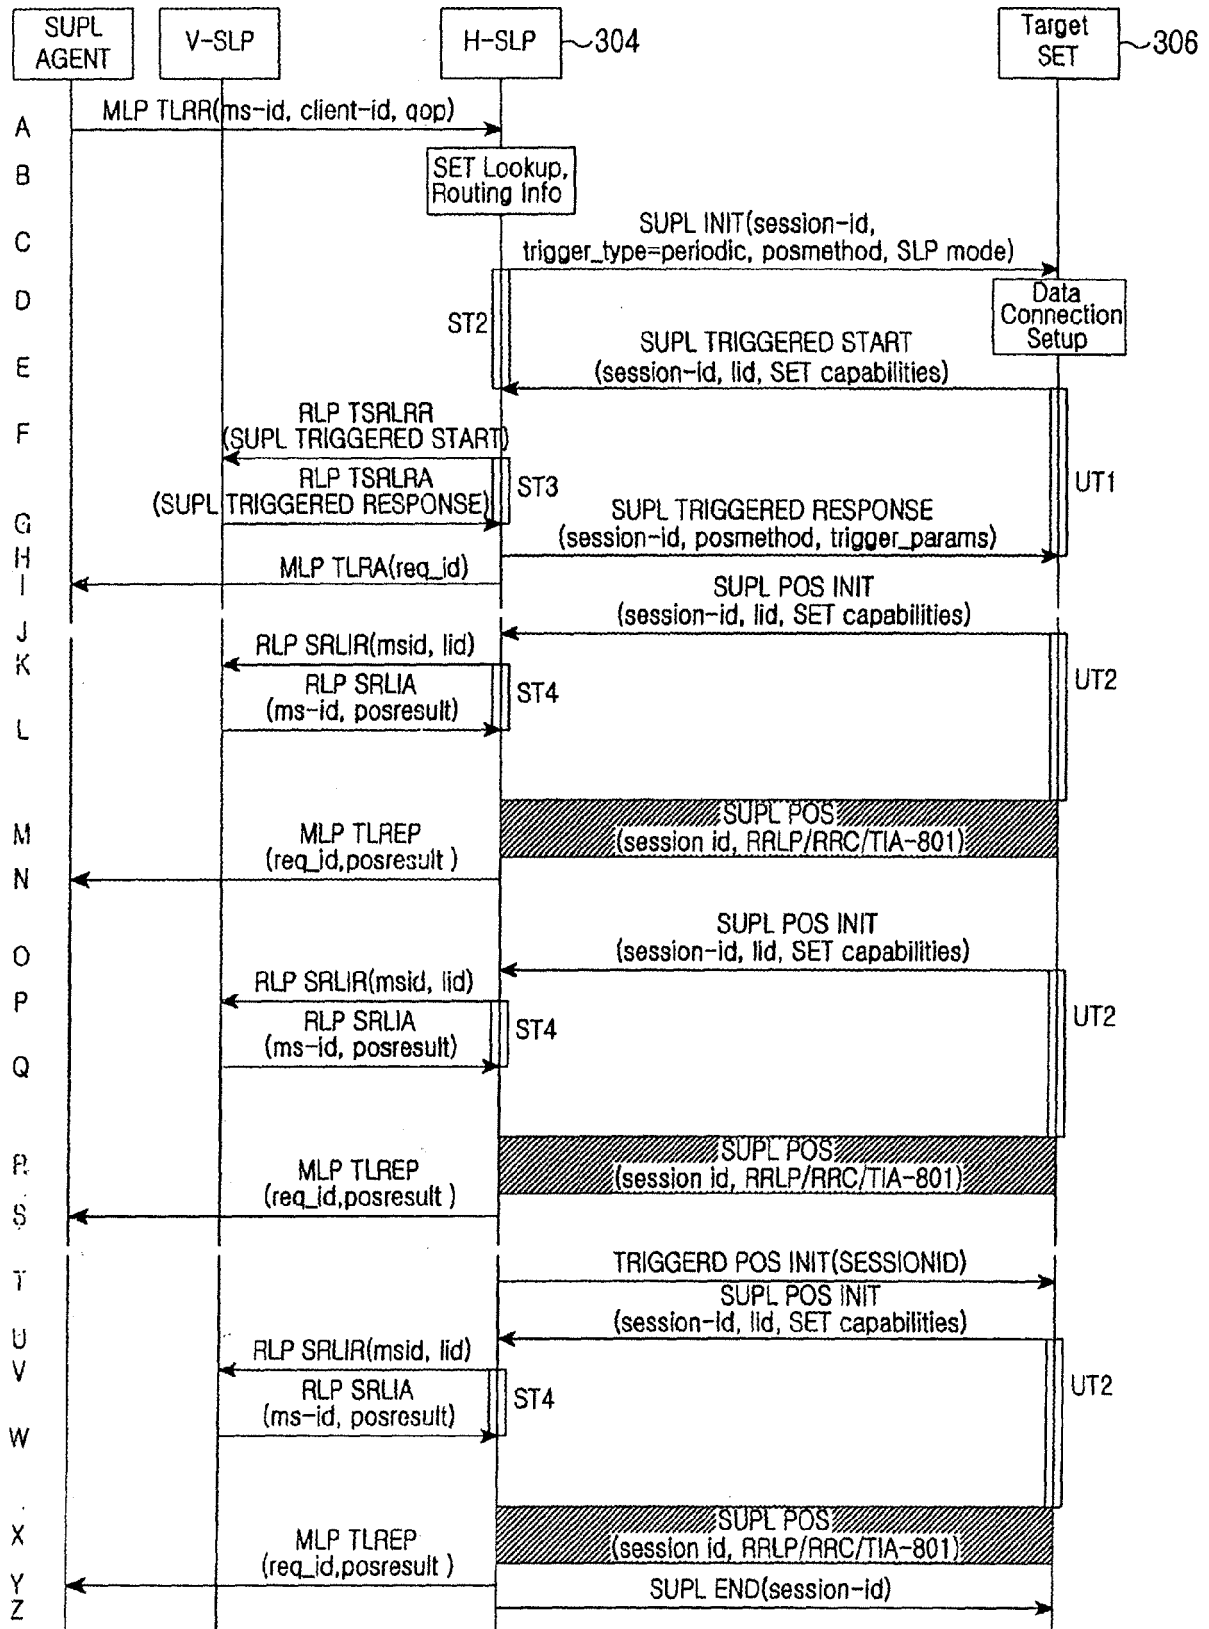 SUPL
AGENT
V-SLP
H-SLP
304
Target
SET
306
A
MLP TLRR(ms-id, client-id, qop)
B
SET Lookup,
Routing Info
C
SUPL INIT(session-id,
trigger_type=periodic, posmethod, SLP mode)
D
ST2
Data
Connection
Setup
E
SUPL TRIGGERED START
(session-id, lid, SET capabilities)
F
RLP TSRLRR
(SUPL TRIGGERED START)
RLP TSRLRA
(SUPL TRIGGERED RESPONSE)
ST3
UT1
G
SUPL TRIGGERED RESPONSE
(session-id, posmethod, trigger_params)
H
MLP TLRA(req_id)
I
SUPL POS INIT
(session-id, lid, SET capabilities)
J
RLP SRLIR(msid, lid)
K
RLP SRLIA
(ms-id, posresult)
ST4
UT2
L
SUPL POS
(session id, RRLP/RRC/TIA-801)
M
MLP TLREP
(req_id,posresult )
N
SUPL POS INIT
(session-id, lid, SET capabilities)
O
RLP SRLIR(msid, lid)
P
RLP SRLIA
(ms-id, posresult)
ST4
UT2
Q
SUPL POS
(session id, RRLP/RRC/TIA-801)
R
MLP TLREP
(req_id,posresult )
S
TRIGGERD POS INIT(SESSIONID)
T
SUPL POS INIT
(session-id, lid, SET capabilities)
U
RLP SRLIR(msid, lid)
V
RLP SRLIA
(ms-id, posresult)
ST4
UT2
W
SUPL POS
(session id, RRLP/RRC/TIA-801)
X
MLP TLREP
(req_id,posresult )
Y
SUPL END(session-id)
Z